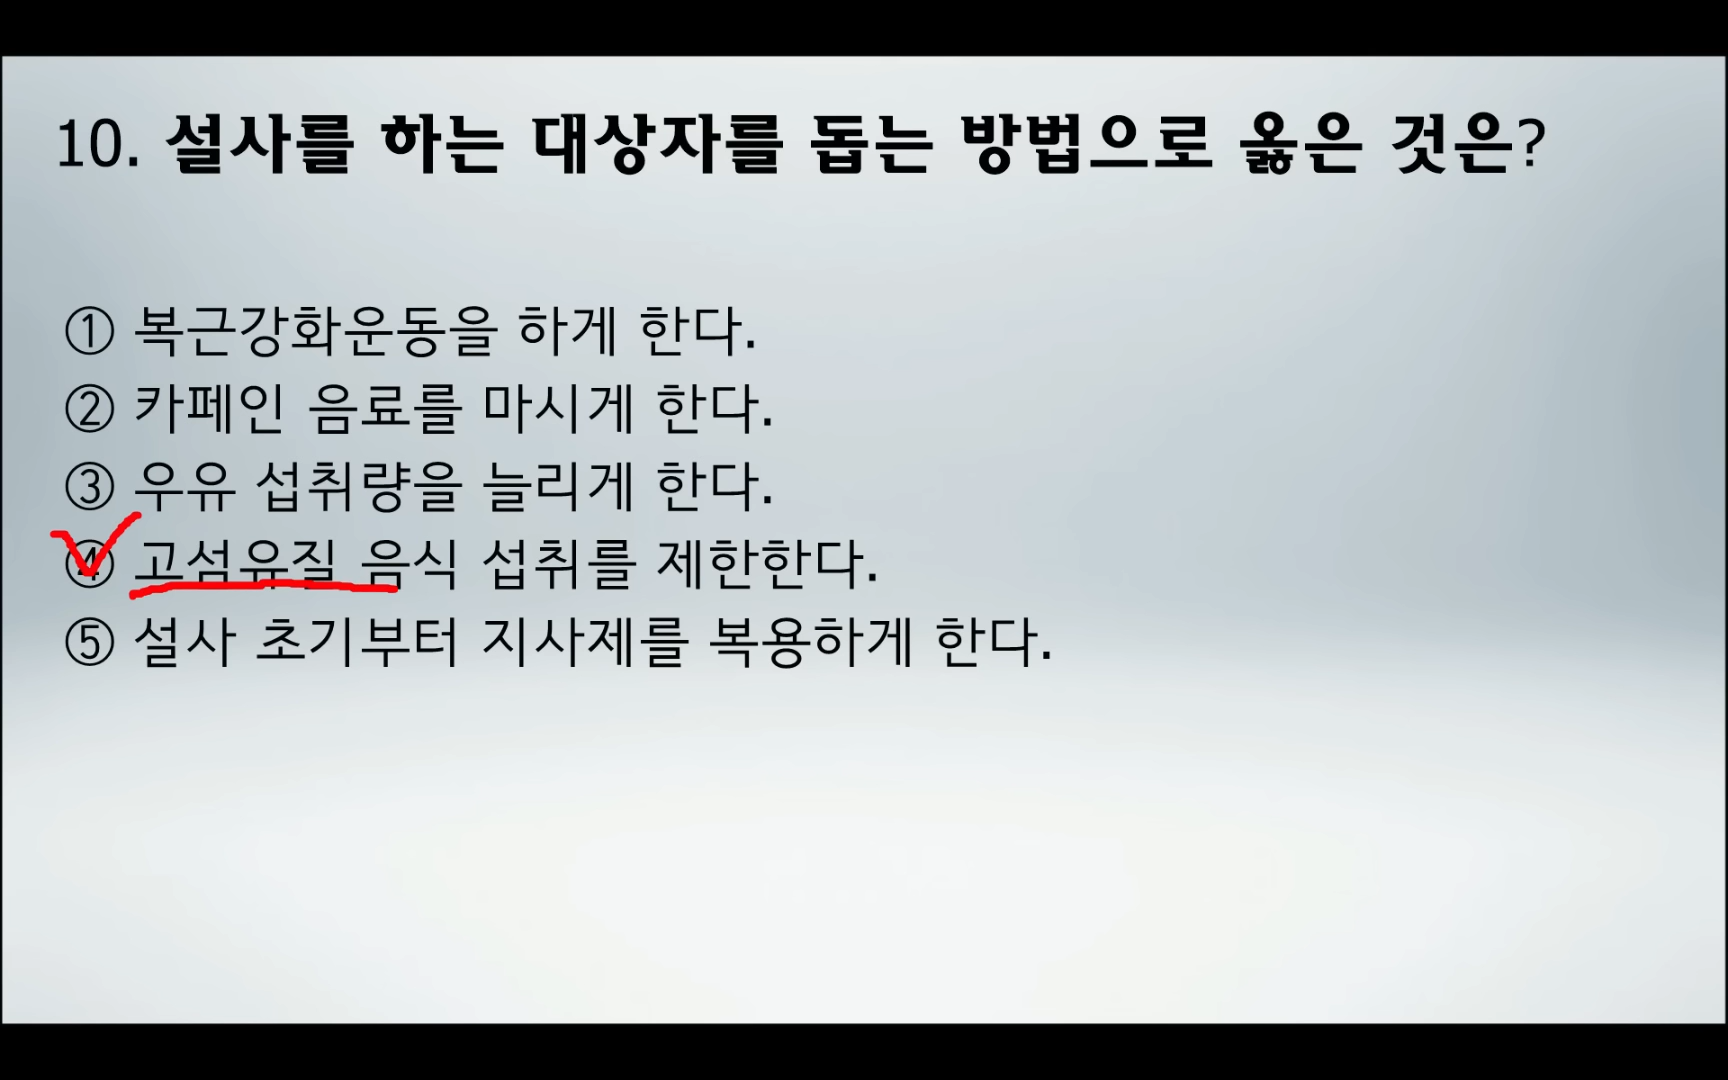 10. 설사를 하는 대상자를 돕는 방법으로 옳은 것은?
① 복근강화운동을 하게 한다.
② 카페인 음료를 마시게 한다.
③ 우유 섭취량을 늘리게 한다.
④ 고섬유질 음식 섭취를 제한한다.
⑤ 설사 초기부터 지사제를 복용하게 한다.